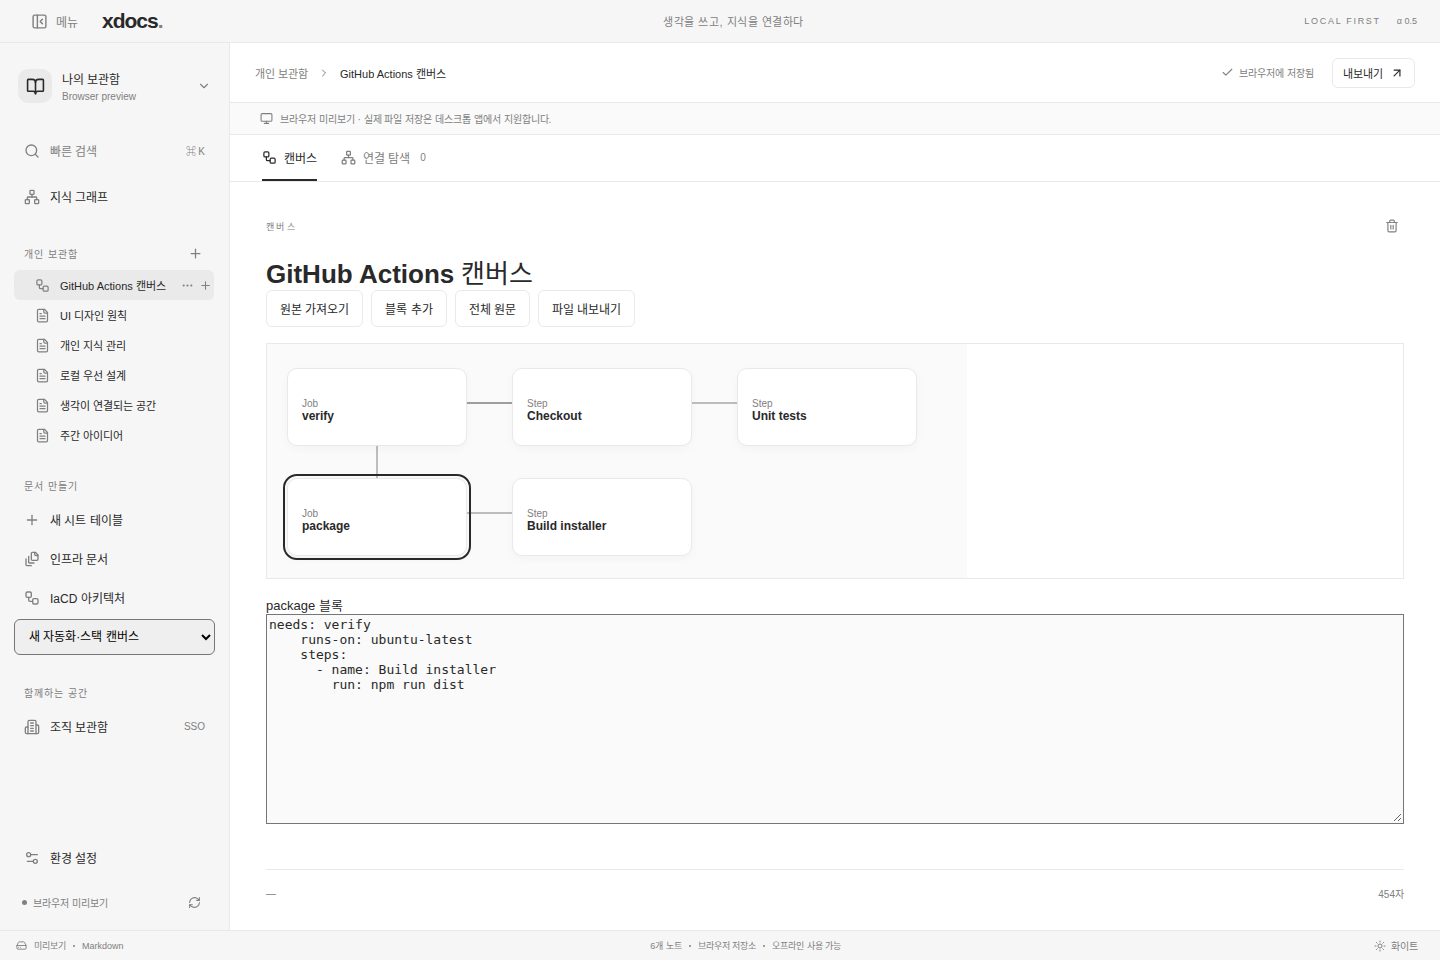 메뉴
xdocs.
생각을 쓰고, 지식을 연결하다
LOCAL FIRST
α 0.5
나의 보관함
Browser preview
빠른 검색
⌘K
지식 그래프
개인 보관함
GitHub Actions 캔버스
UI 디자인 원칙
개인 지식 관리
로컬 우선 설계
생각이 연결되는 공간
주간 아이디어
문서 만들기
새 시트 테이블
인프라 문서
IaCD 아키텍처
새 자동화·스택 캔버스
함께하는 공간
조직 보관함
SSO
환경 설정
브라우저 미리보기
개인 보관함
GitHub Actions 캔버스
브라우저에 저장됨
내보내기
브라우저 미리보기 · 실제 파일 저장은 데스크톱 앱에서 지원합니다.
캔버스
연결 탐색
0
캔버스
GitHub Actions 캔버스
원본 가져오기
블록 추가
전체 원문
파일 내보내기
Job
verify
Step
Checkout
Step
Unit tests
Job
package
Step
Build installer
package 블록
needs: verify
    runs-on: ubuntu-latest
    steps:
      - name: Build installer
        run: npm run dist
—
454자
미리보기 • Markdown
6개 노트 • 브라우저 저장소 • 오프라인 사용 가능
화이트